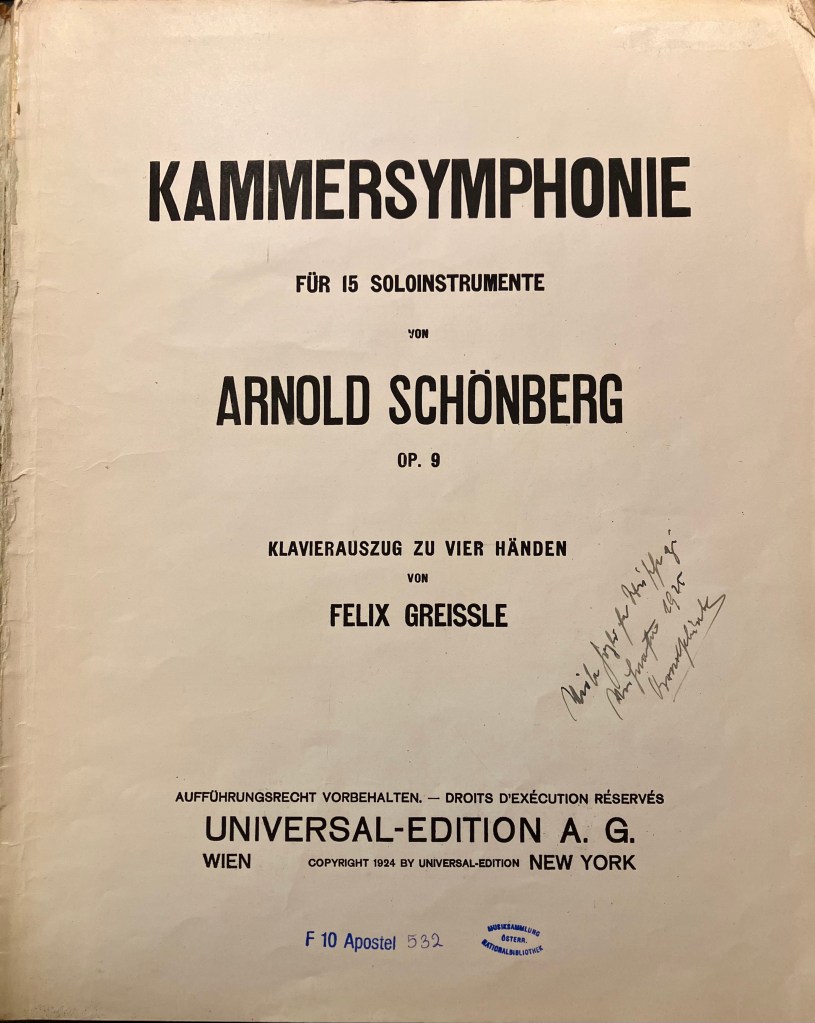 KAMMERSYMPHONIE
FÜR 15 SOLOINSTRUMENTE
VON
ARNOLD SCHÖNBERG
OP. 9
KLAVIERAUSZUG ZU VIER HÄNDEN
VON
FELIX GREISSLE
1925
AUFFÜHRUNGSRECHT VORBEHALTEN. — DROITS D'EXÉCUTION RÉSERVÉS
UNIVERSAL-EDITION A. G.
WIEN COPYRIGHT 1924 BY UNIVERSAL-EDITION NEW YORK
F 10 Apostel 532
MUSIKSAMMLUNG
ÖSTERR.
NATIONALBIBLIOTHEK